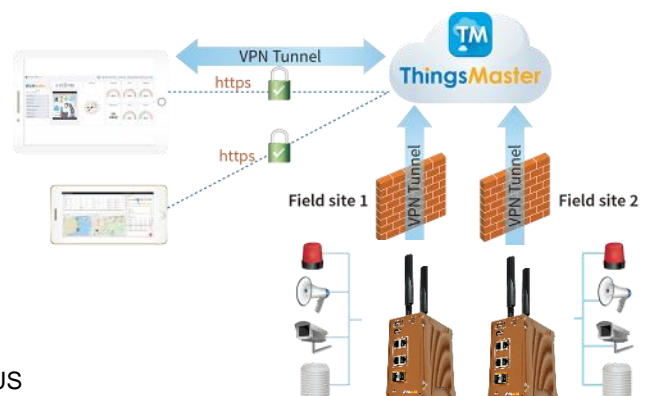 TM
VPN Tunnel
ThingsMaster
https
https
VPN Tunnel
VPN Tunnel
Field site 1
Field site 2
US